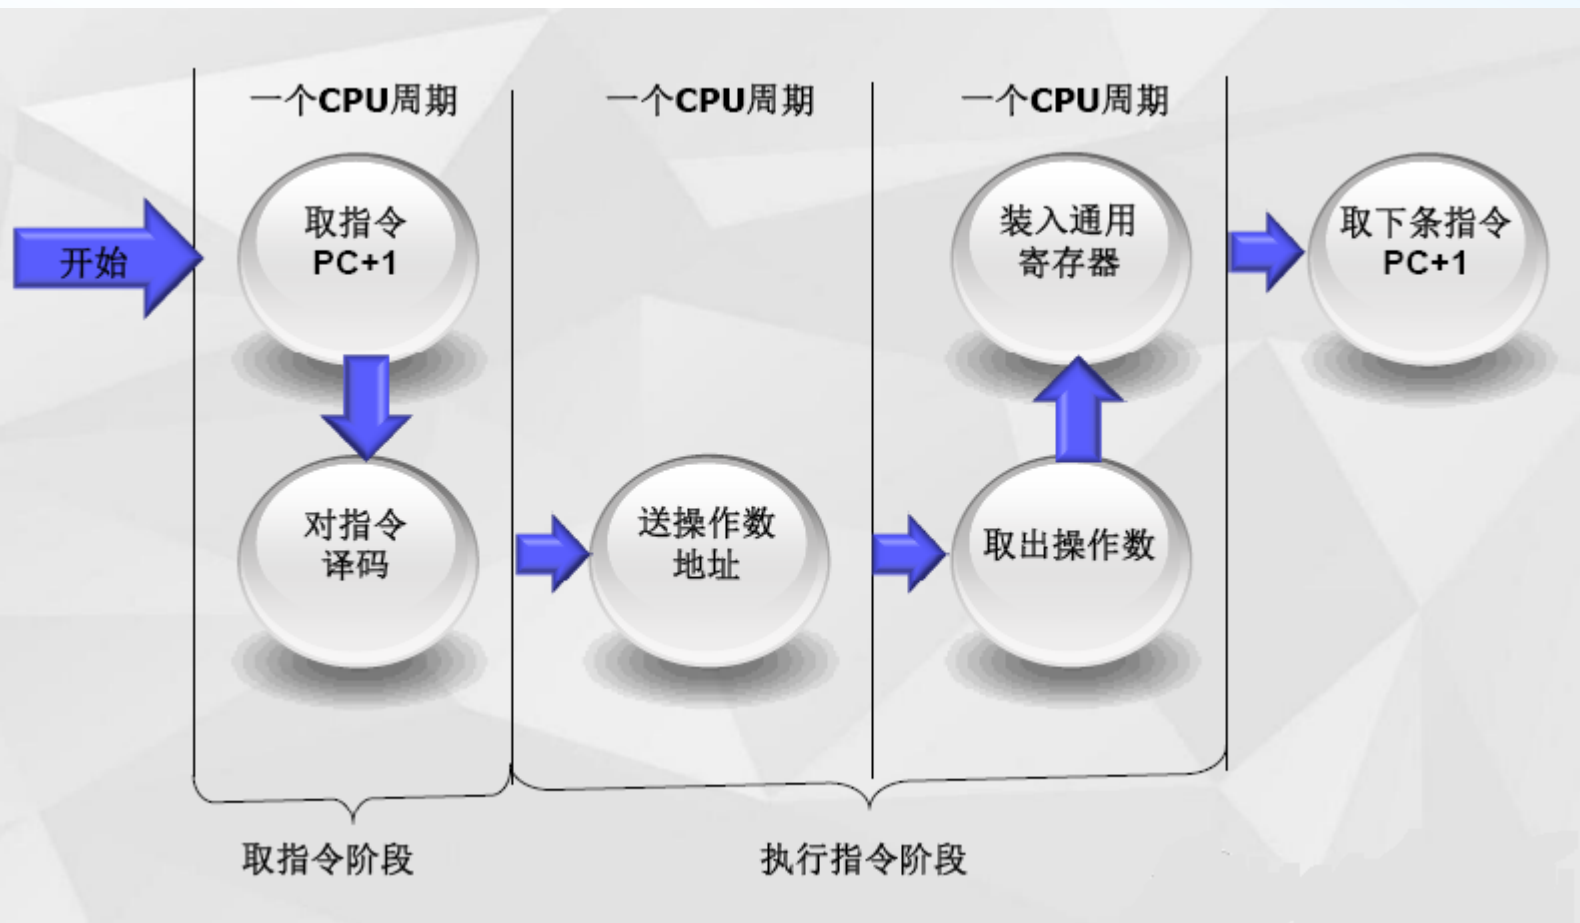 一个CPU周期
一个CPU周期
一个CPU周期
开始
取指令
PC+1
对指令
译码
送操作数
地址
取出操作数
装入通用
寄存器
取下条指令
PC+1
取指令阶段
执行指令阶段